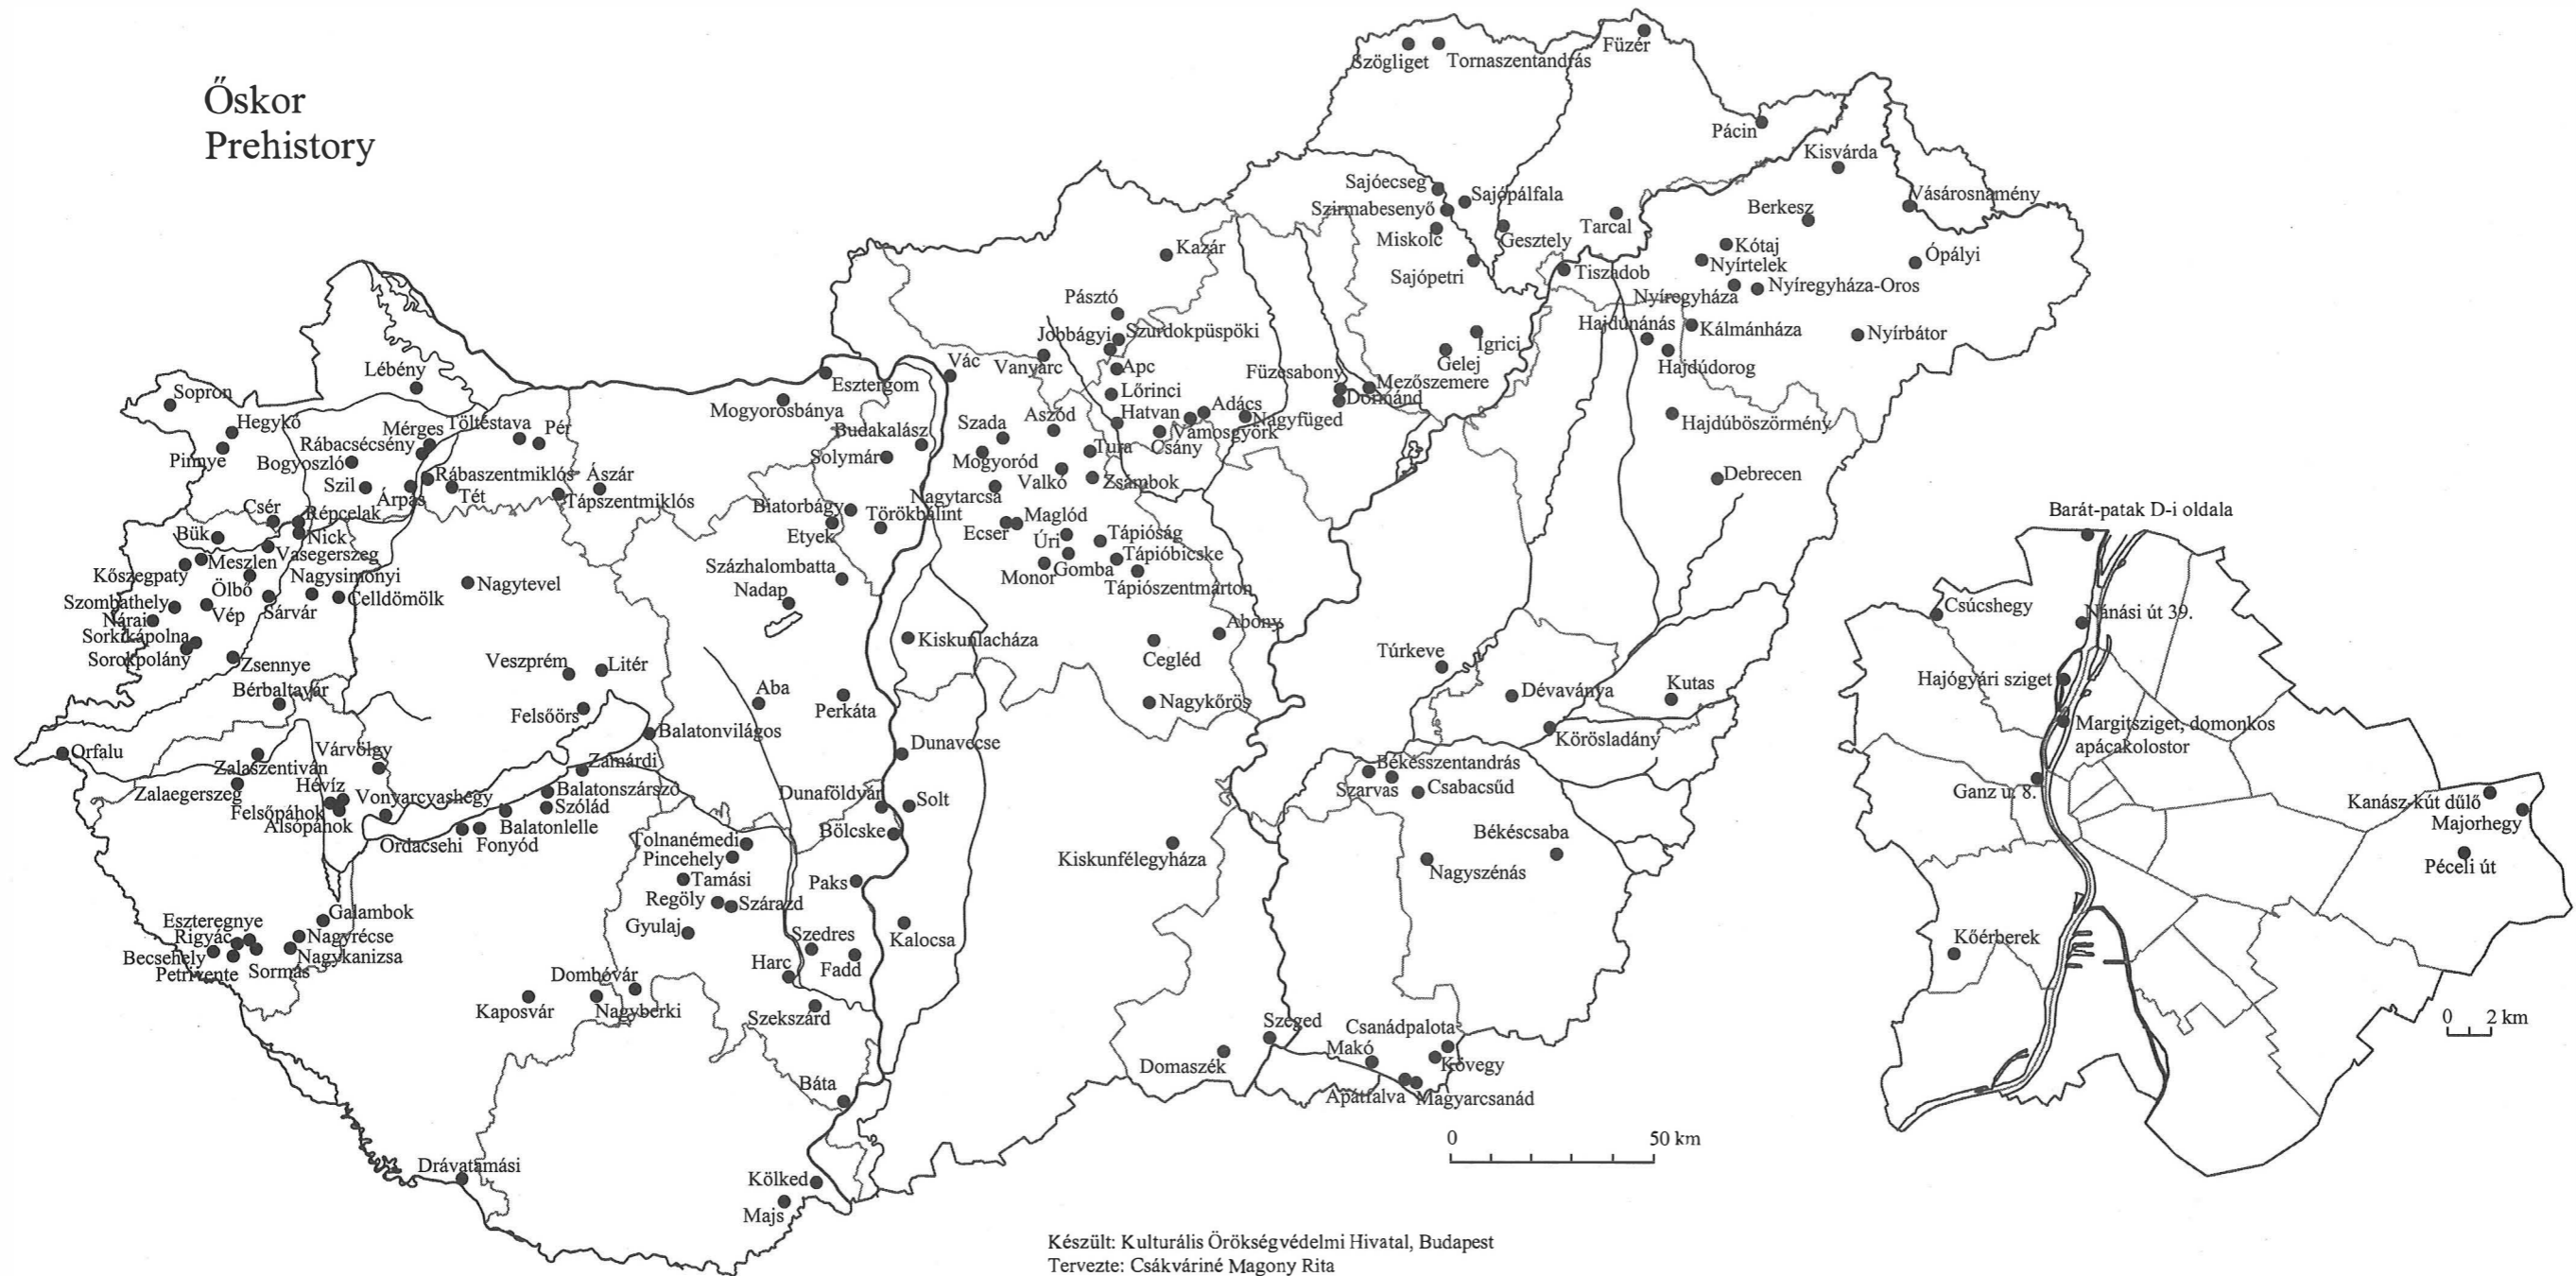 Őskor
Prehistory
Szögliget
Tornaszentandrás
Füzér
Pácin
Kisvárda
Vásárosnamény
Berkesz
Ópályi
Kótaj
Nyírtelek
Nyíregyháza
Nyíregyháza-Oros
Kálmánháza
Nyírbátor
Hajdúnánás
Hajdúdorog
Hajdúböszörmény
Debrecen
Sajóecseg
Sajópálfala
Szirmabesenyő
Miskolc
Sajópetri
Gesztely
Tarcal
Tiszadob
Igrici
Gelej
Mezőszemere
Füzesabony
Dormánd
Kazár
Pásztó
Jobbágyi
Szurdokpüspöki
Apc
Lőrinci
Hatvan
Adács
Vámosgyörk
Nagyfüged
Csány
Vác
Vanyarc
Aszód
Szada
Mogyoród
Tura
Valkó
Zsámbok
Nagytarcsa
Ecser
Maglód
Úri
Tápióság
Tápióbicske
Monor
Gomba
Tápiószentmárton
Abony
Cegléd
Nagykőrös
Kiskunlacháza
Esztergom
Mogyorósbánya
Budakalász
Solymár
Biatorbágy
Törökbálint
Etyek
Százhalombatta
Nadap
Sopron
Hegykő
Pinnye
Lébény
Mérges
Töltéstava
Pér
Rábacsécsény
Bogyoszló
Szil
Árpás
Rábaszentmiklós
Tét
Ászár
Tápszentmiklós
Csér
Répcelak
Nick
Bük
Vasegerszeg
Meszlen
Kőszegpaty
Nagysimonyi
Ölbő
Celldömölk
Sárvár
Vép
Szombathely
Nárai
Sorkikápolna
Sorokpolány
Zsennye
Bérbaltavár
Nagytevel
Veszprém
Litér
Felsőörs
Balatonvilágos
Aba
Perkáta
Dunavecse
Orfalu
Zalaszentiván
Zalaegerszeg
Várvölgy
Hévíz
Felsőpáhok
Alsópáhok
Vonyarcvashegy
Zamárdi
Balatonszárszó
Szólád
Balatonlelle
Ordacsehi
Fonyód
Dunaföldvár
Solt
Bölcske
Tolnanémedi
Pincehely
Tamási
Regöly
Szárazd
Gyulaj
Paks
Kalocsa
Szedres
Fadd
Harc
Szekszárd
Dombóvár
Nagyberki
Kaposvár
Galambok
Nagyrécse
Nagykanizsa
Eszteregnye
Rigyác
Becsehely
Petrivente
Sormás
Báta
Drávatamási
Kölked
Majs
Túrkeve
Dévaványa
Kutas
Körösladány
Békésszentandrás
Szarvas
Csabacsűd
Békéscsaba
Nagyszénás
Kiskunfélegyháza
Szeged
Domaszék
Makó
Csanádpalota
Kövegy
Apátfalva
Magyarcsanád
0
50 km
Barát-patak D-i oldala
Csúcshegy
Nánási út 39.
Hajógyári sziget
Margitsziget, domonkos
apácakolostor
Ganz u. 8.
Kanász-kút dűlő
Majorhegy
Péceli út
Kőérberek
0
2 km
Készült: Kulturális Örökségvédelmi Hivatal, Budapest
Tervezte: Csákváriné Magony Rita